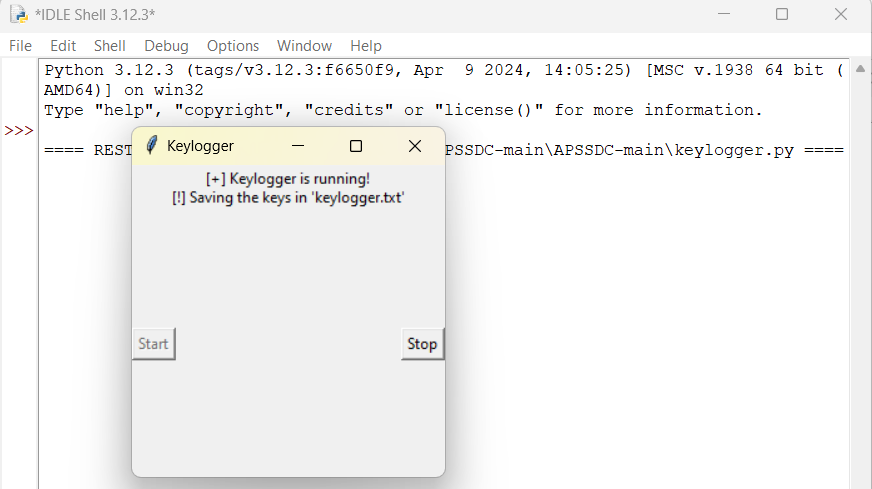 *IDLE Shell 3.12.3*
File Edit Shell Debug Options Window Help
Python 3.12.3 (tags/v3.12.3:f6650f9, Apr  9 2024, 14:05:25) [MSC v.1938 64 bit (
AMD64)] on win32
Type "help", "copyright", "credits" or "license()" for more information.
>>>
==== REST PSSDC-main\APSSDC-main\keylogger.py ====
Keylogger
[+] Keylogger is running!
[!] Saving the keys in 'keylogger.txt'
Start Stop